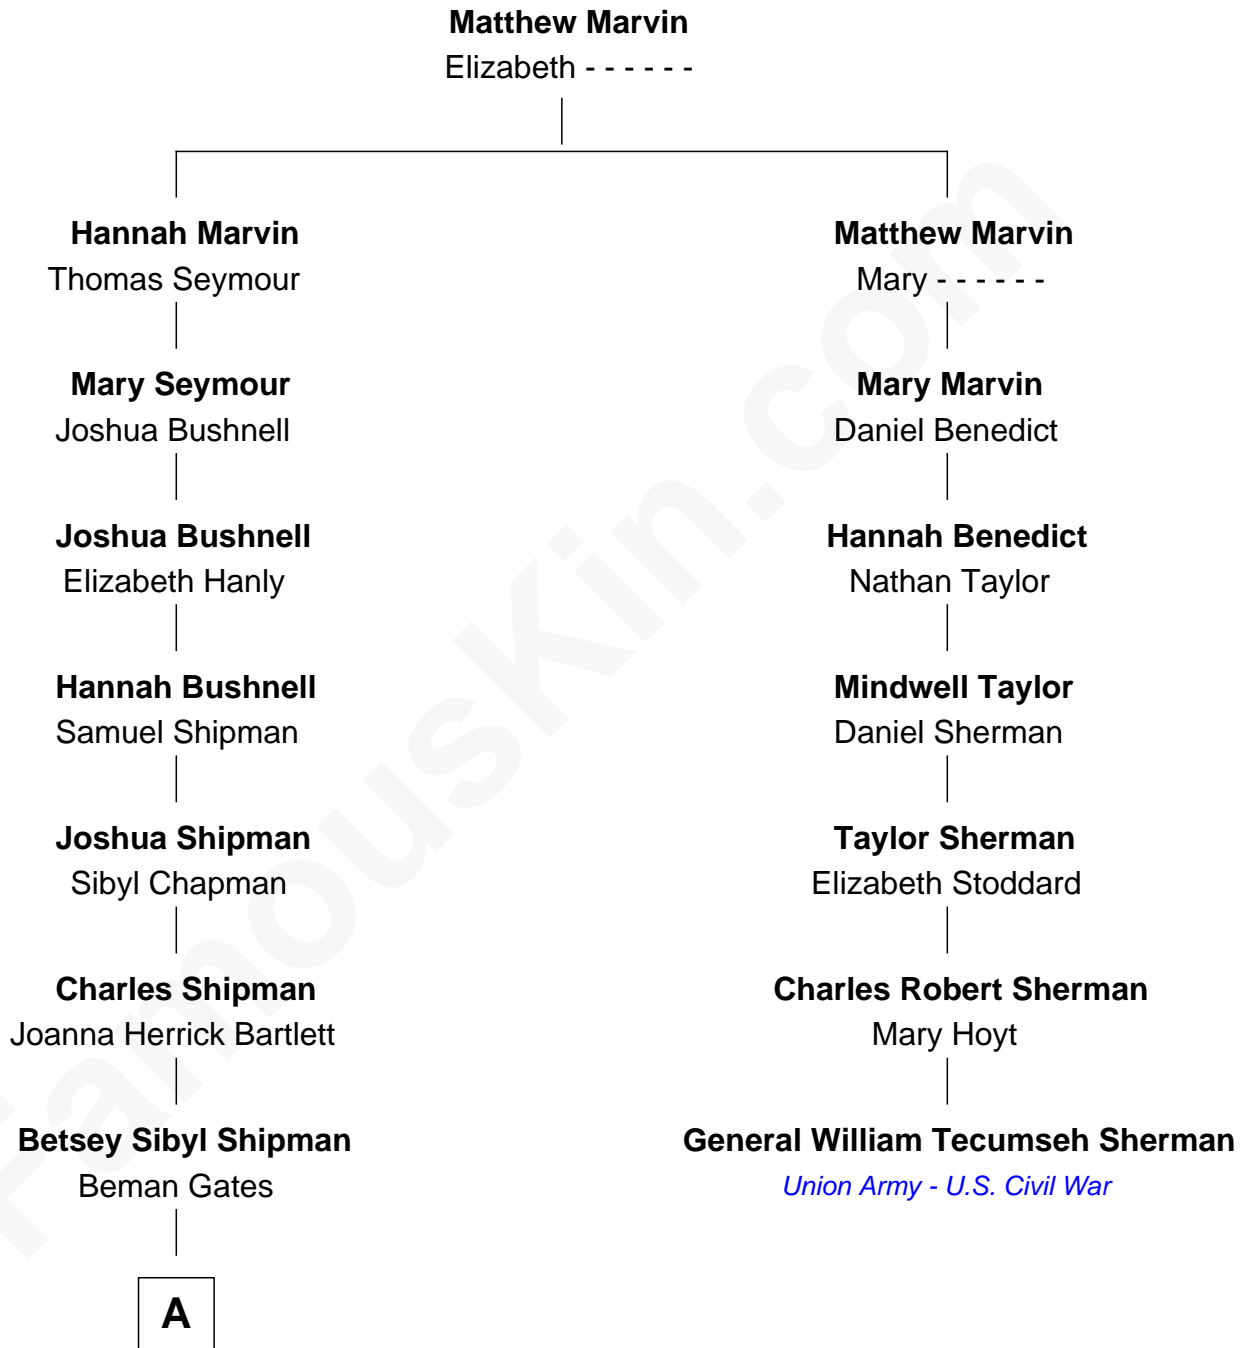 Matthew Marvin
Elizabeth - - - - - -
Hannah Marvin
Thomas Seymour
Matthew Marvin
Mary - - - - - -
Mary Seymour
Joshua Bushnell
Mary Marvin
Daniel Benedict
Joshua Bushnell
Elizabeth Hanly
Hannah Benedict
Nathan Taylor
Hannah Bushnell
Samuel Shipman
Mindwell Taylor
Daniel Sherman
Joshua Shipman
Sibyl Chapman
Taylor Sherman
Elizabeth Stoddard
Charles Shipman
Joanna Herrick Bartlett
Charles Robert Sherman
Mary Hoyt
Betsey Sibyl Shipman
Beman Gates
General William Tecumseh Sherman
Union Army - U.S. Civil War
A
FamousKin.com